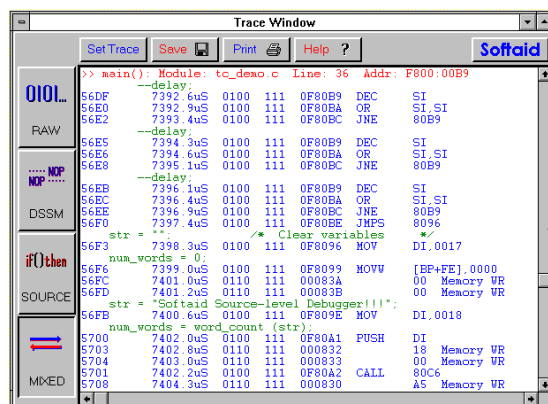 Trace Window
Set Trace Save Print Help ? Softaid
0101... RAW
NOP NOP DSSM
if()then SOURCE
MIXED
>> main(): Module: tc_demo.c Line: 36 Addr: F800:00B9
--delay;
56DF 7392.6uS 0100 111 0F80B9 DEC SI
56E0 7392.9uS 0100 111 0F80BA OR SI,SI
56E2 7393.4uS 0100 111 0F80BC JNE 80B9
--delay;
56E5 7394.3uS 0100 111 0F80B9 DEC SI
56E6 7394.6uS 0100 111 0F80BA OR SI,SI
56E8 7395.1uS 0100 111 0F80BC JNE 80B9
--delay;
56EB 7396.1uS 0100 111 0F80B9 DEC SI
56EC 7396.4uS 0100 111 0F80BA OR SI,SI
56EE 7396.9uS 0100 111 0F80BC JNE 80B9
56F0 7397.4uS 0100 111 0F80BE JMPS 8096
str = ""; /* Clear variables */
56F3 7398.3uS 0100 111 0F8096 MOV DI,0017
num_words = 0;
56F6 7399.0uS 0100 111 0F8099 MOVW [BP+FE],0000
56FC 7401.0uS 0110 111 00083A 00 Memory WR
56FD 7401.2uS 0110 111 00083B 00 Memory WR
str = "Softaid Source-level Debugger!!!";
56FB 7400.6uS 0100 111 0F809E MOV DI,0018
num_words = word_count (str);
5700 7402.0uS 0100 111 0F80A1 PUSH DI
5703 7402.8uS 0110 111 000832 18 Memory WR
5704 7403.0uS 0110 111 000833 00 Memory WR
5701 7402.2uS 0100 111 0F80A2 CALL 80C6
5708 7404.3uS 0110 111 000830 A5 Memory WR